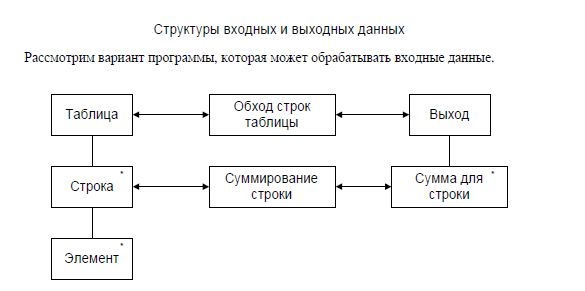 Структуры входных и выходных данных
Рассмотрим вариант программы, которая может обрабатывать входные данные.
Таблица
Обход строк
таблицы
Выход
Строка *
Суммирование
строки
Сумма для *
строки
Элемент *